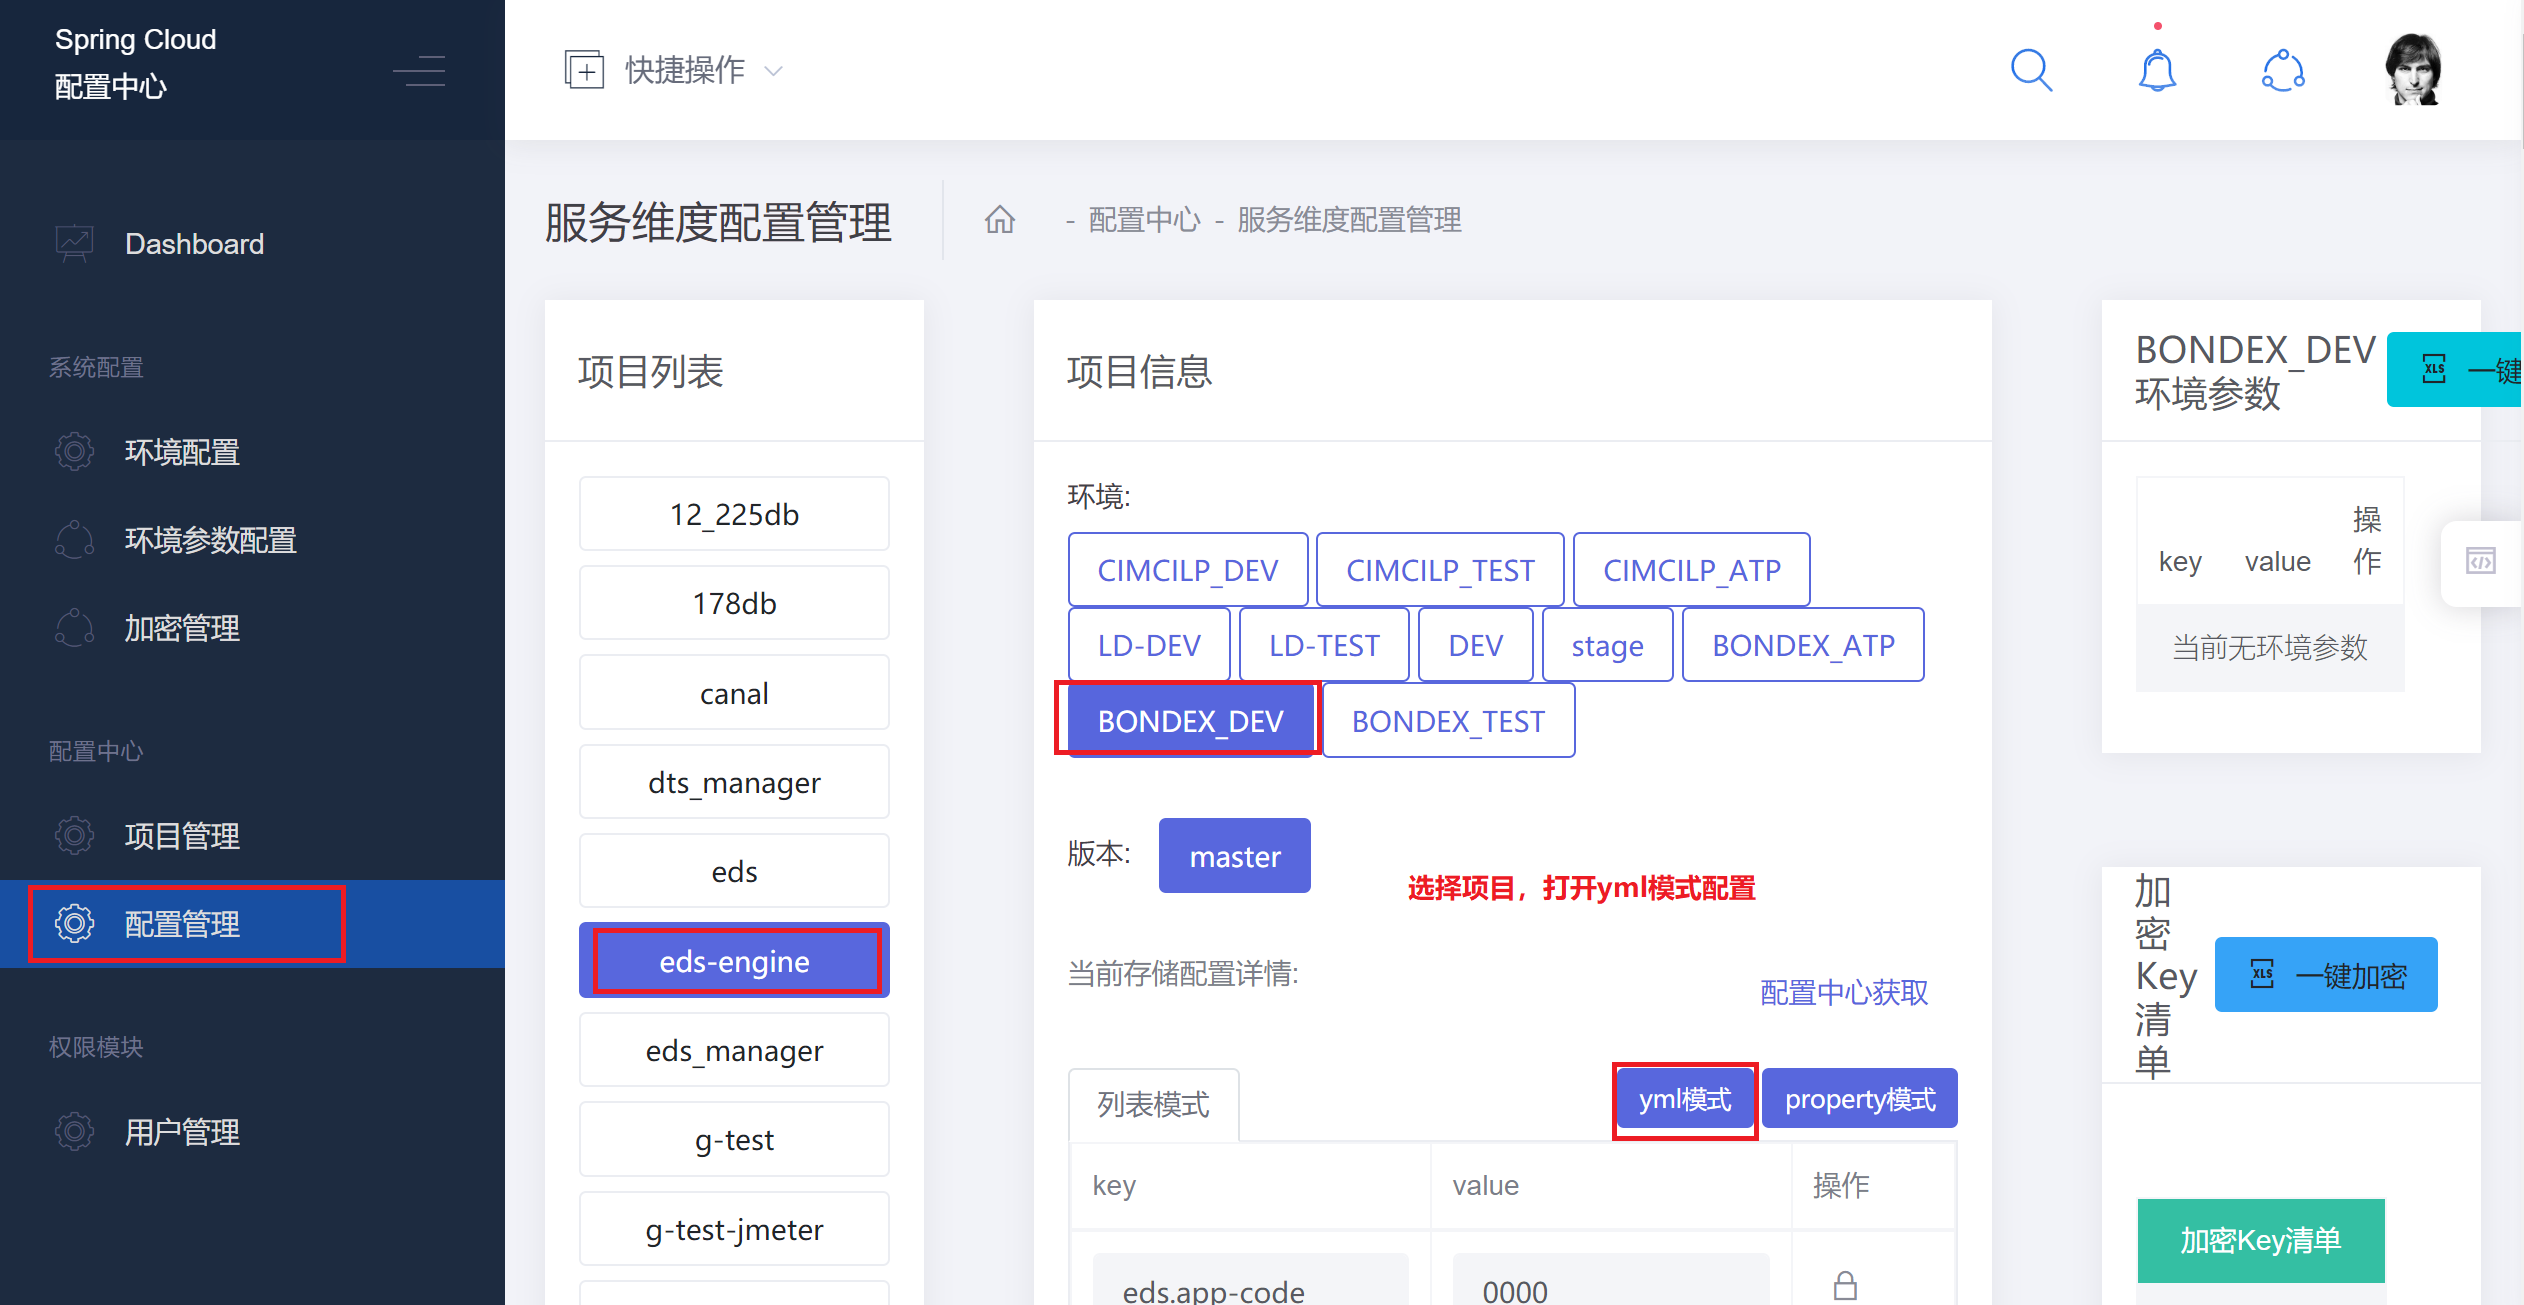 Spring Cloud
配置中心
快捷操作
Dashboard
系统配置
环境配置
环境参数配置
加密管理
配置中心
项目管理
配置管理
权限模块
用户管理
服务维度配置管理
- 配置中心 - 服务维度配置管理
项目列表
12_225db
178db
canal
dts_manager
eds
eds-engine
eds_manager
g-test
g-test-jmeter
项目信息
环境:
CIMCILP_DEV CIMCILP_TEST CIMCILP_ATP
LD-DEV LD-TEST DEV stage BONDEX_ATP
BONDEX_DEV BONDEX_TEST
版本: master
选择项目，打开yml模式配置
当前存储配置详情:
配置中心获取
列表模式 yml模式 property模式
key value 操作
eds.app-code 0000
BONDEX_DEV
环境参数
XLS 一键
key value 操
作
当前无环境参数
加
密
Key
清
单
XLS 一键加密
加密Key清单